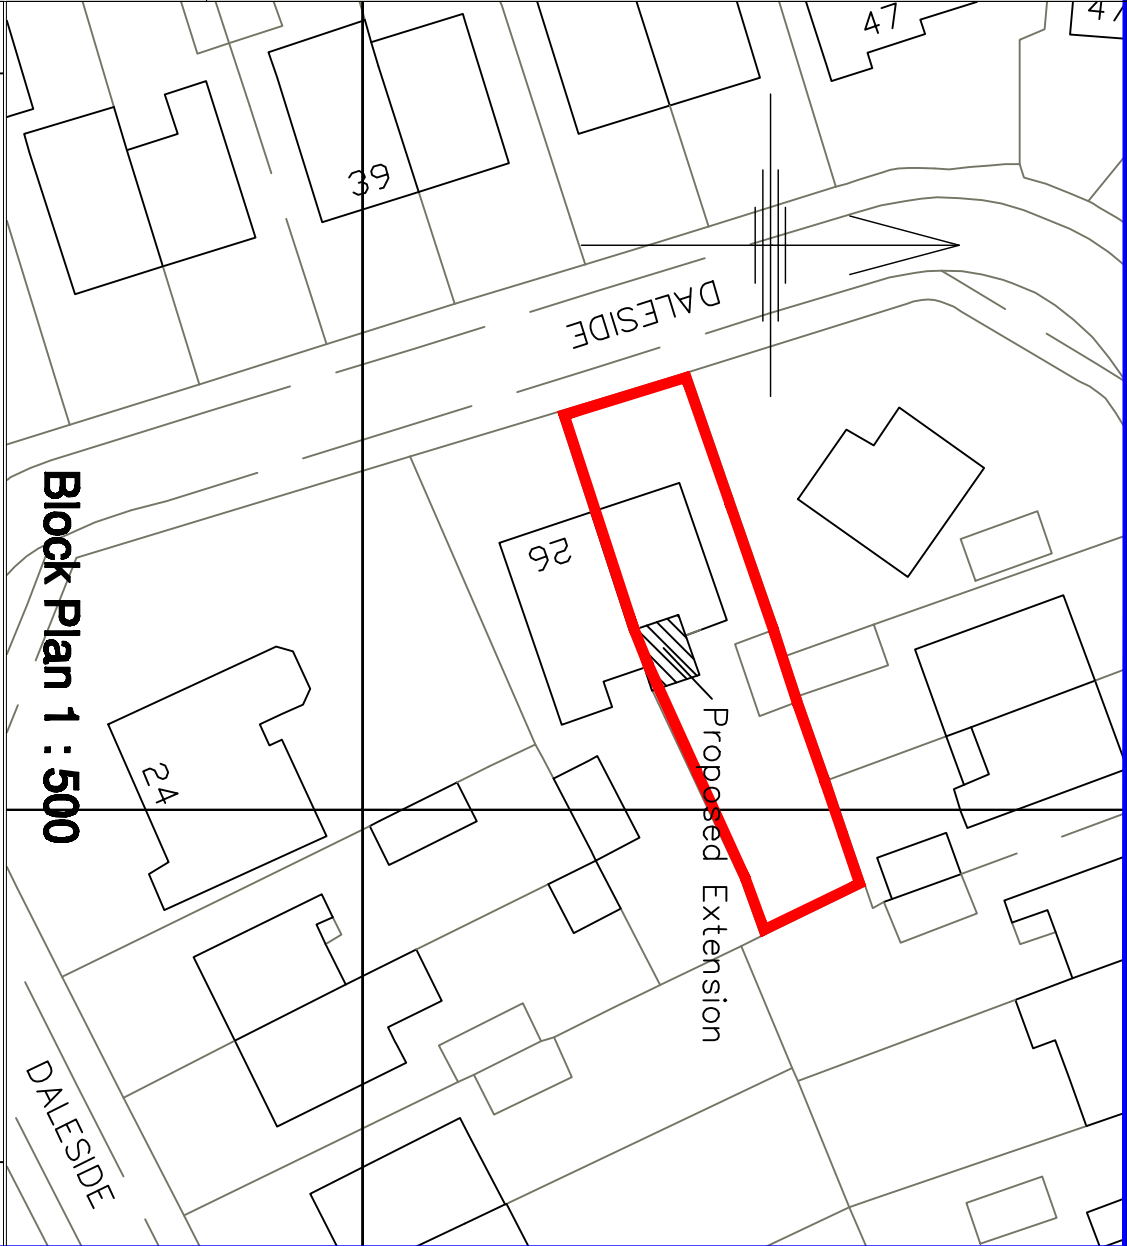 47
47
39
DALESIDE
26
24
Block Plan 1 : 500
Proposed Extension
DALESIDE